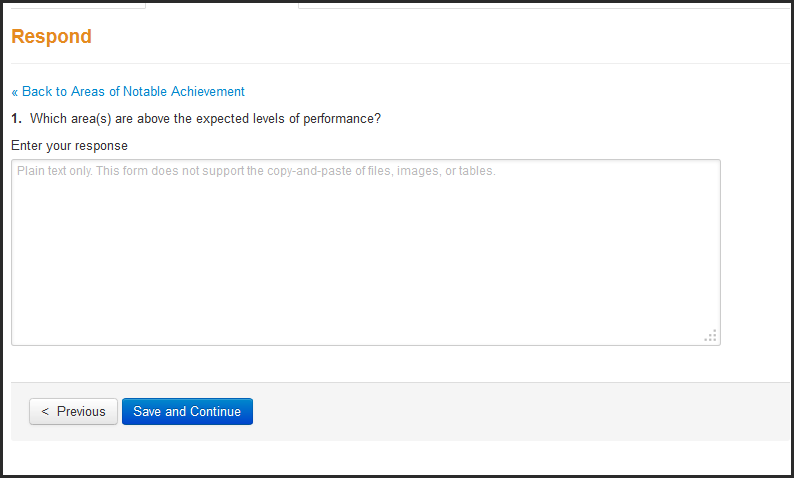 Respond
« Back to Areas of Notable Achievement
1. Which area(s) are above the expected levels of performance?
Enter your response
Plain text only. This form does not support the copy-and-paste of files, images, or tables.
< Previous Save and Continue